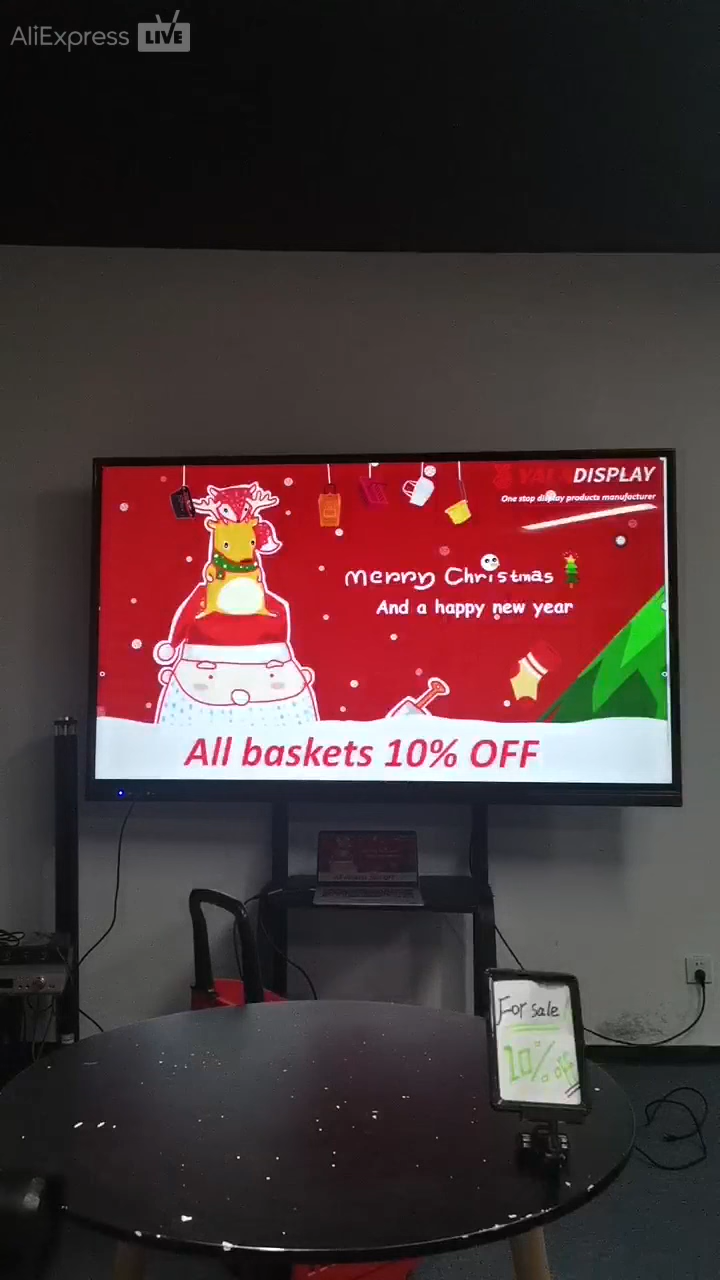 AliExpress LIVE
YALA DISPLAY
One stop display products manufacturer
Merry Christmas
And a happy new year
All baskets 10% OFF
For sale
10% off